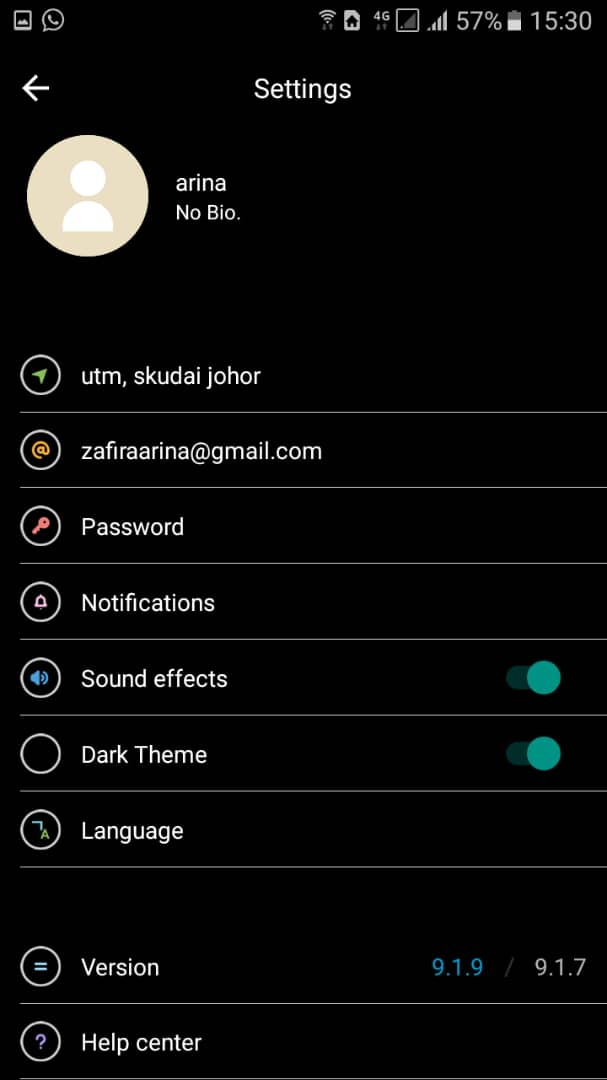 4G 57% 15:30
Settings
arina
No Bio.
utm, skudai johor
@ zafiraarina@gmail.com
Password
Notifications
Sound effects
Dark Theme
A Language
= Version 9.1.9 / 9.1.7
? Help center